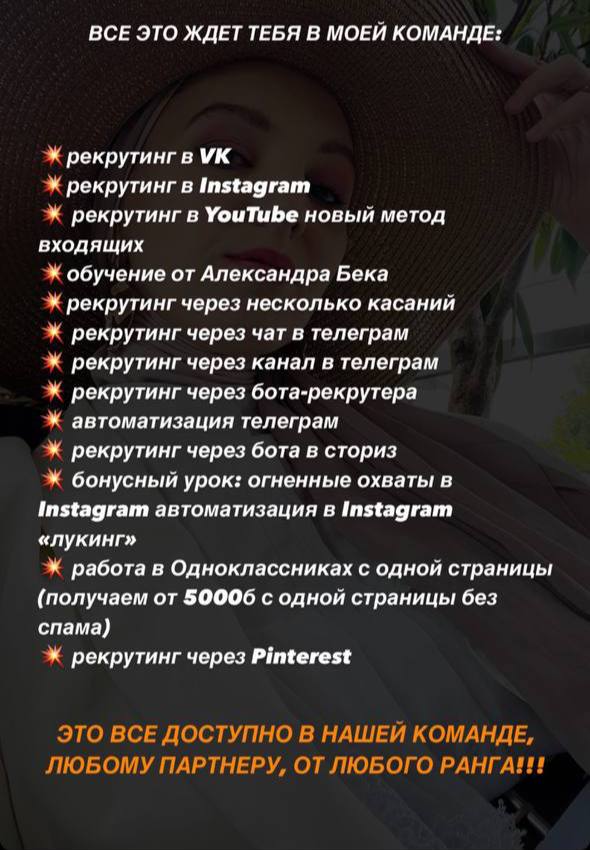 ВСЕ ЭТО ЖДЕТ ТЕБЯ В МОЕЙ КОМАНДЕ:
💥рекрутинг в VK
💥рекрутинг в Instagram
💥 рекрутинг в YouTube новый метод
входящих
💥обучение от Александра Бека
💥рекрутинг через несколько касаний
💥 рекрутинг через чат в телеграм
💥 рекрутинг через канал в телеграм
💥 рекрутинг через бота-рекрутера
💥 автоматизация телеграм
💥 рекрутинг через бота в сториз
💥 бонусный урок: огненные охваты в
Instagram автоматизация в Instagram
«лукинг»
💥 работа в Одноклассниках с одной страницы
(получаем от 5000б с одной страницы без
спама)
💥 рекрутинг через Pinterest
ЭТО ВСЕ ДОСТУПНО В НАШЕЙ КОМАНДЕ,
ЛЮБОМУ ПАРТНЕРУ, ОТ ЛЮБОГО РАНГА!!!